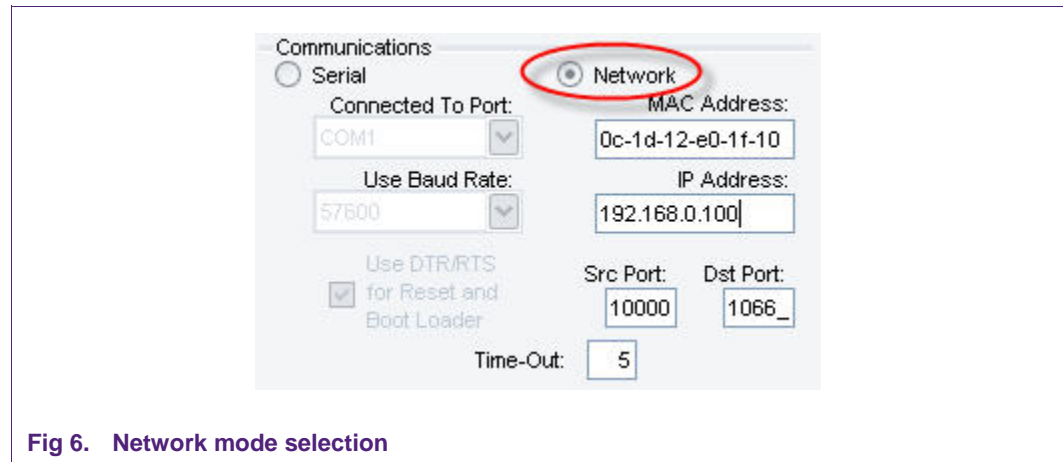 Communications
Serial Network
Connected To Port: MAC Address:
COM1 0c-1d-12-e0-1f-10
Use Baud Rate: IP Address:
57600 192.168.0.100
Use DTR/RTS
for Reset and
Boot Loader
Src Port: Dst Port:
10000 1066_
Time-Out: 5
Fig 6. Network mode selection